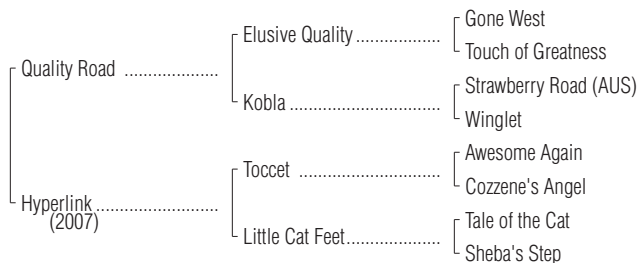 Gone West
Elusive Quality ..................
Touch of Greatness
Quality Road ....................
Strawberry Road (AUS)
Kobla ................................
Winglet
Awesome Again
Toccet ..............................
Cozzene's Angel
Hyperlink..........................
(2007)
Tale of the Cat
Little Cat Feet....................
Sheba's Step